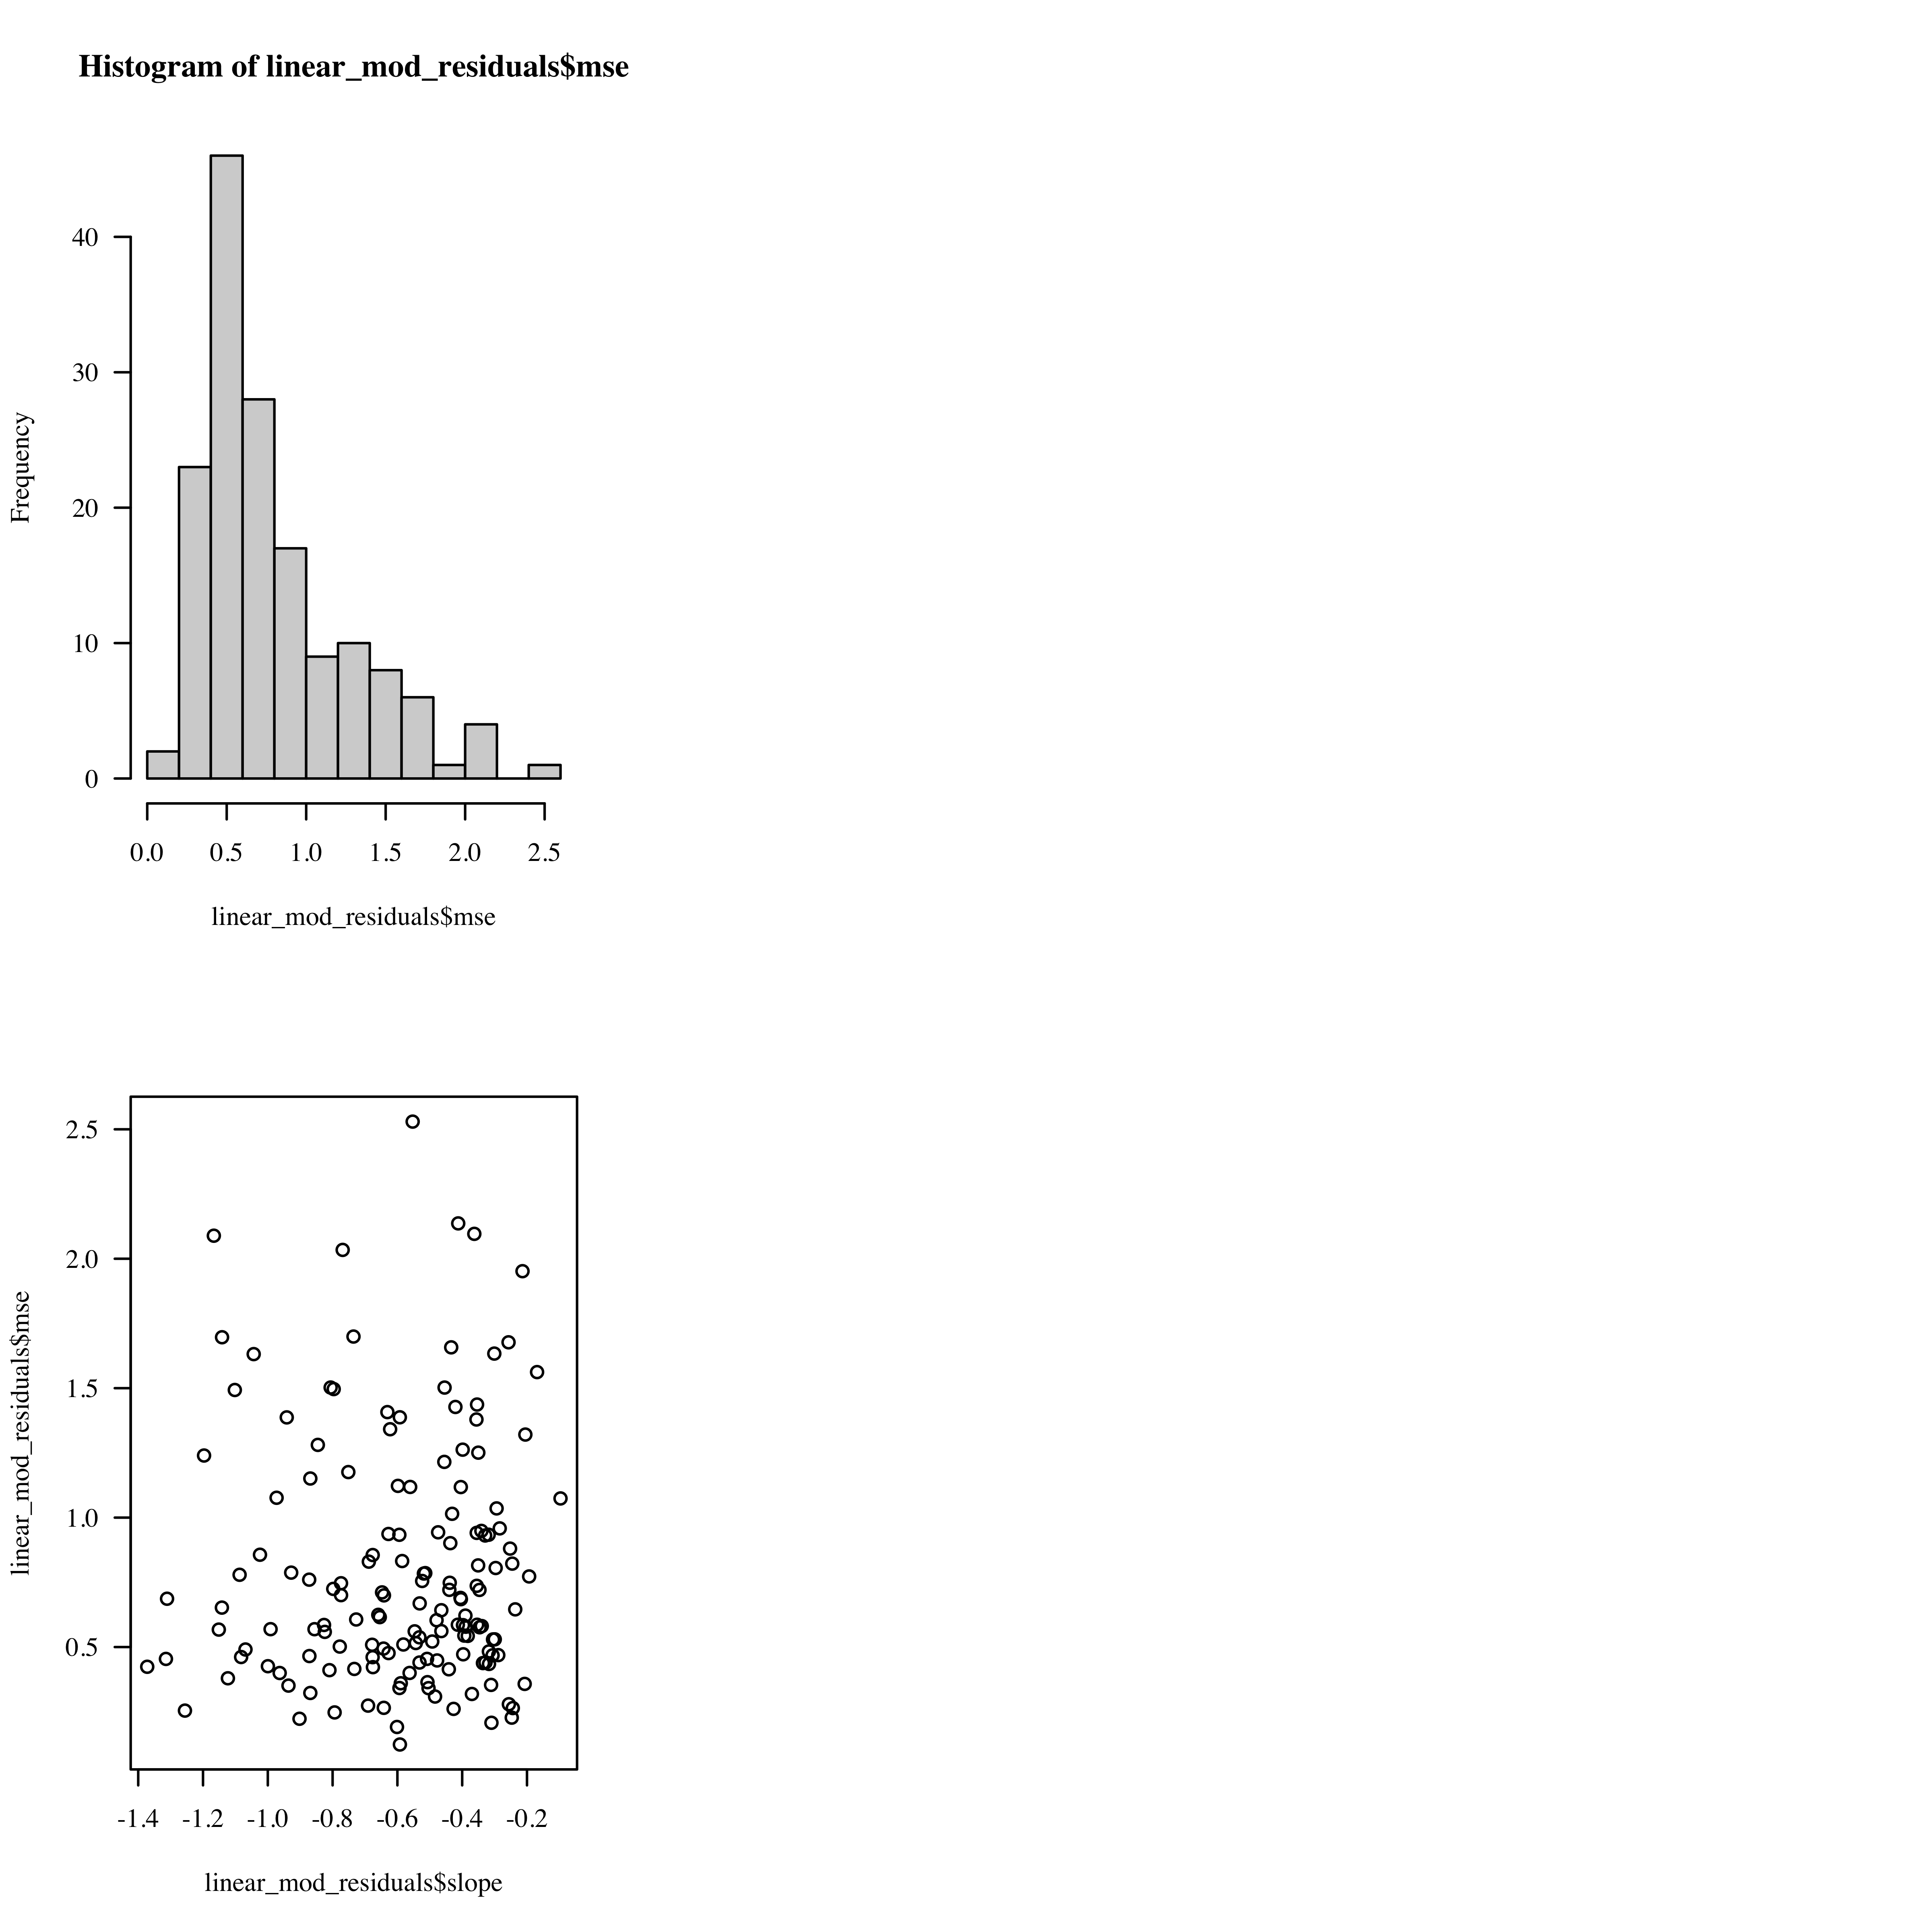 Histogram of linear_mod_residuals$mse
40
30
20
10
0
Frequency
0.0 0.5 1.0 1.5 2.0 2.5
linear_mod_residuals$mse
2.5
2.0
1.5
1.0
0.5
linear_mod_residuals$mse
-1.4 -1.2 -1.0 -0.8 -0.6 -0.4 -0.2
linear_mod_residuals$slope